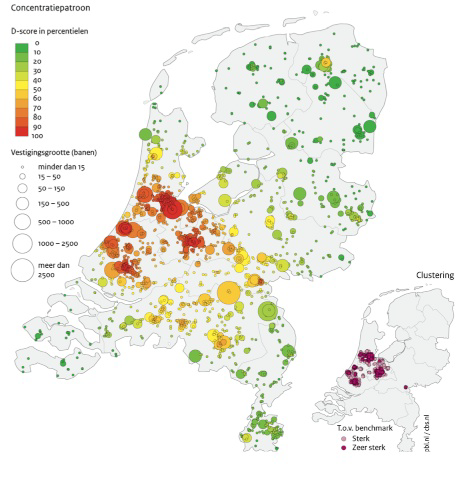 Concentratiepatroon
D-score in percentielen
0
10
20
30
40
50
60
70
80
90
100
Vestigingsgrootte (banen)
minder dan 15
15 – 50
50 – 150
150 – 500
500 – 1000
1000 – 2500
meer dan
2500
Clustering
T.o.v. benchmark
Sterk
Zeer sterk
pbl.nl / cbs.nl